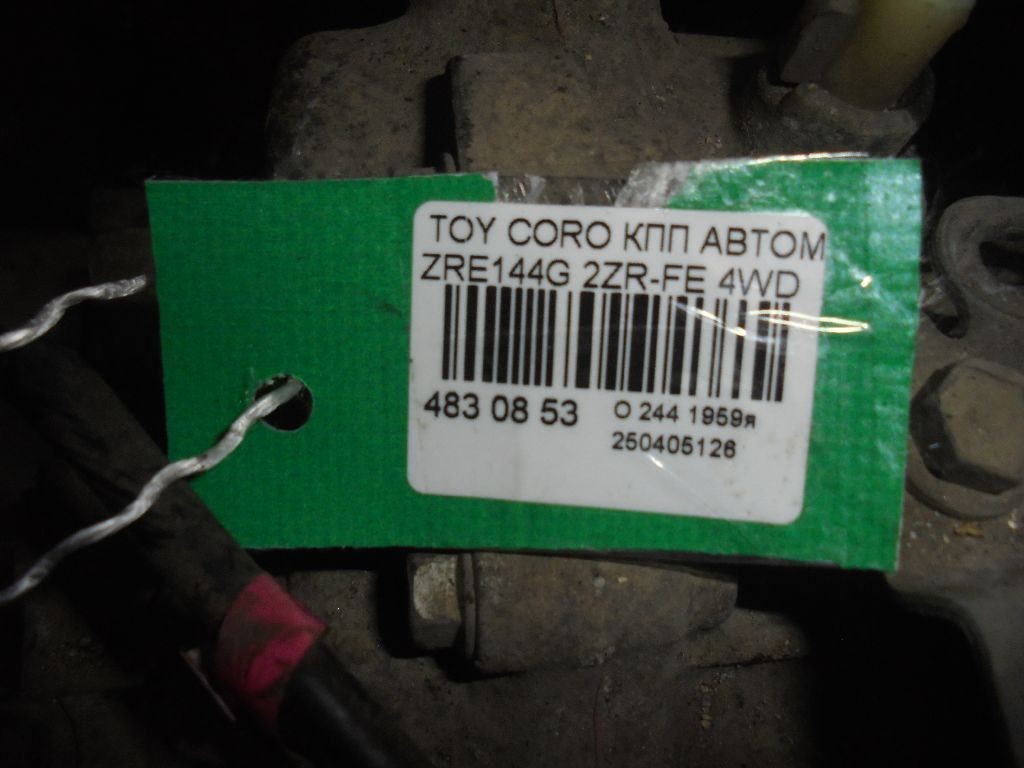 TOY CORO КПП АВТОМ
ZRE144G 2ZR-FE 4WD
483 08 53
О 244 1959я
250405126